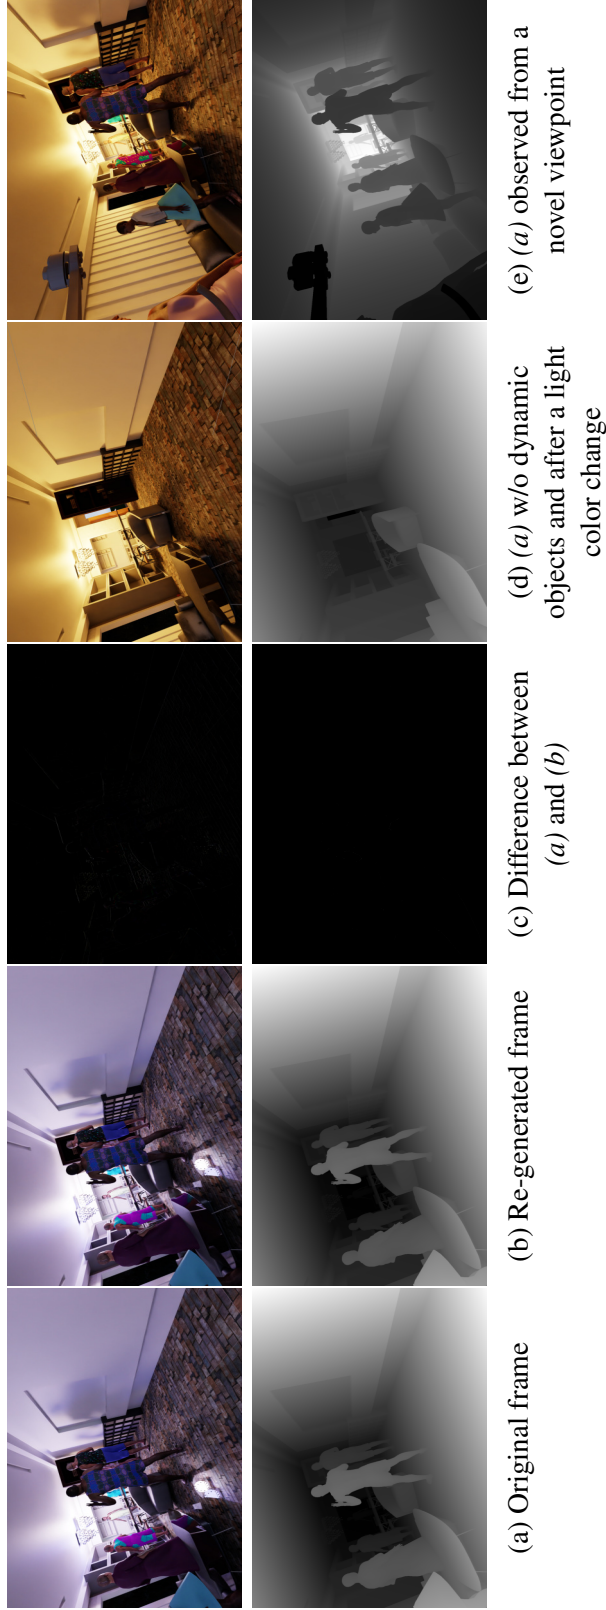 (a) Original frame
(b) Re-generated frame
(c) Difference between
(a) and (b)
(d) (a) w/o dynamic
objects and after a light
color change
(e) (a) observed from a
novel viewpoint